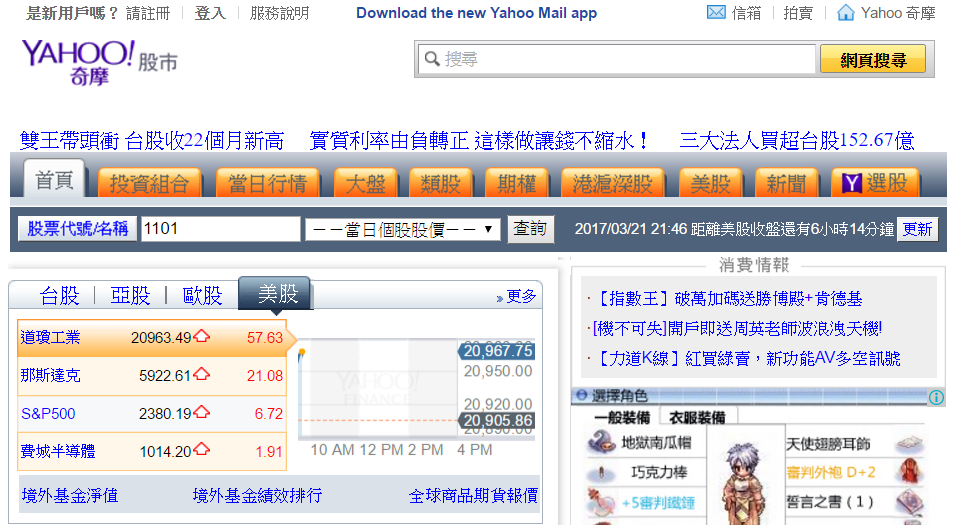 是新用戶嗎？ 請註冊 登入 服務說明 Download the new Yahoo Mail app 信箱 拍賣 Yahoo 奇摩
YAHOO! 奇摩 股市
搜尋 網頁搜尋
雙王帶頭衝 台股收22個月新高 實質利率由負轉正 這樣做讓錢不縮水！ 三大法人買超台股152.67億
首頁 投資組合 當日行情 大盤 類股 期權 港滬深股 美股 新聞 Y 選股
股票代號/名稱 1101 －－當日個股股價－－ 查詢 2017/03/21 21:46 距離美股收盤還有6小時14分鐘 更新
台股 亞股 歐股 美股 » 更多
道瓊工業 20963.49 57.63
那斯達克 5922.61 21.08
S&P500 2380.19 6.72
費城半導體 1014.20 1.91
20,967.75
20,950.00
20,920.00
20,905.86
YAHOO!
FINANCE
10 AM 12 PM 2 PM 4 PM
境外基金淨值 境外基金績效排行 全球商品期貨報價
消費情報
·【指數王】破萬加碼送勝博殿+肯德基
·[機不可失]開戶即送周英老師波浪洩天機!
·【力道K線】紅買綠賣，新功能AV多空訊號
選擇角色
一般裝備 衣服裝備
地獄南瓜帽 天使翅膀耳飾
巧克力棒 審判外袍 D+2
+5審判鐵鎚 誓言之書（1）